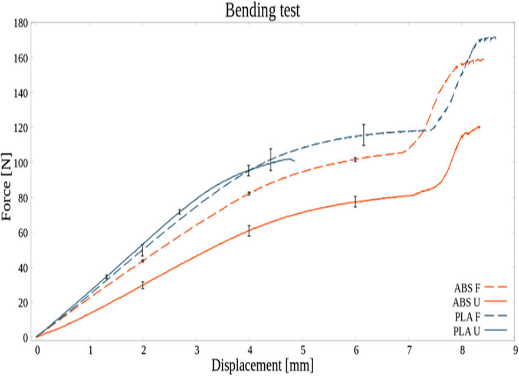 Bending test
180
160
140
120
100
80
60
40
20
0
Force [N]
0 1 2 3 4 5 6 7 8 9
Displacement [mm]
ABS F
ABS U
PLA F
PLA U